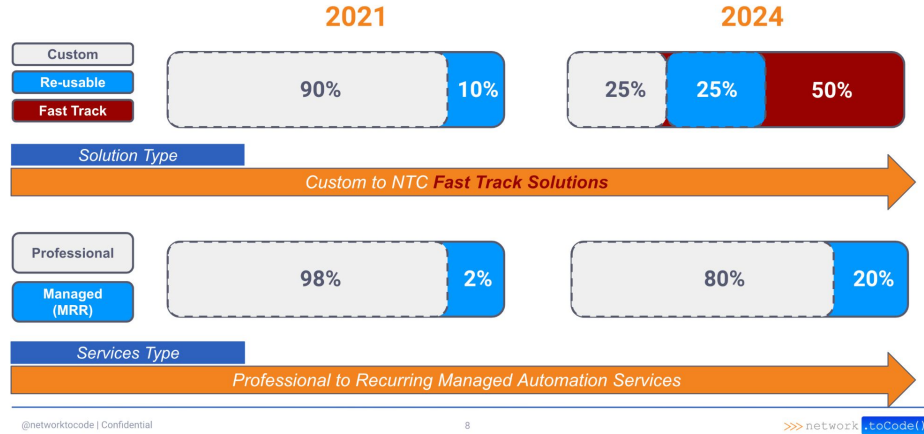 2021
2024
Custom
Re-usable
Fast Track
90%
10%
25%
25%
50%
Solution Type
Custom to NTC Fast Track Solutions
Professional
Managed
(MRR)
98%
2%
80%
20%
Services Type
Professional to Recurring Managed Automation Services
@networktocode | Confidential
8
>>> network .toCode(